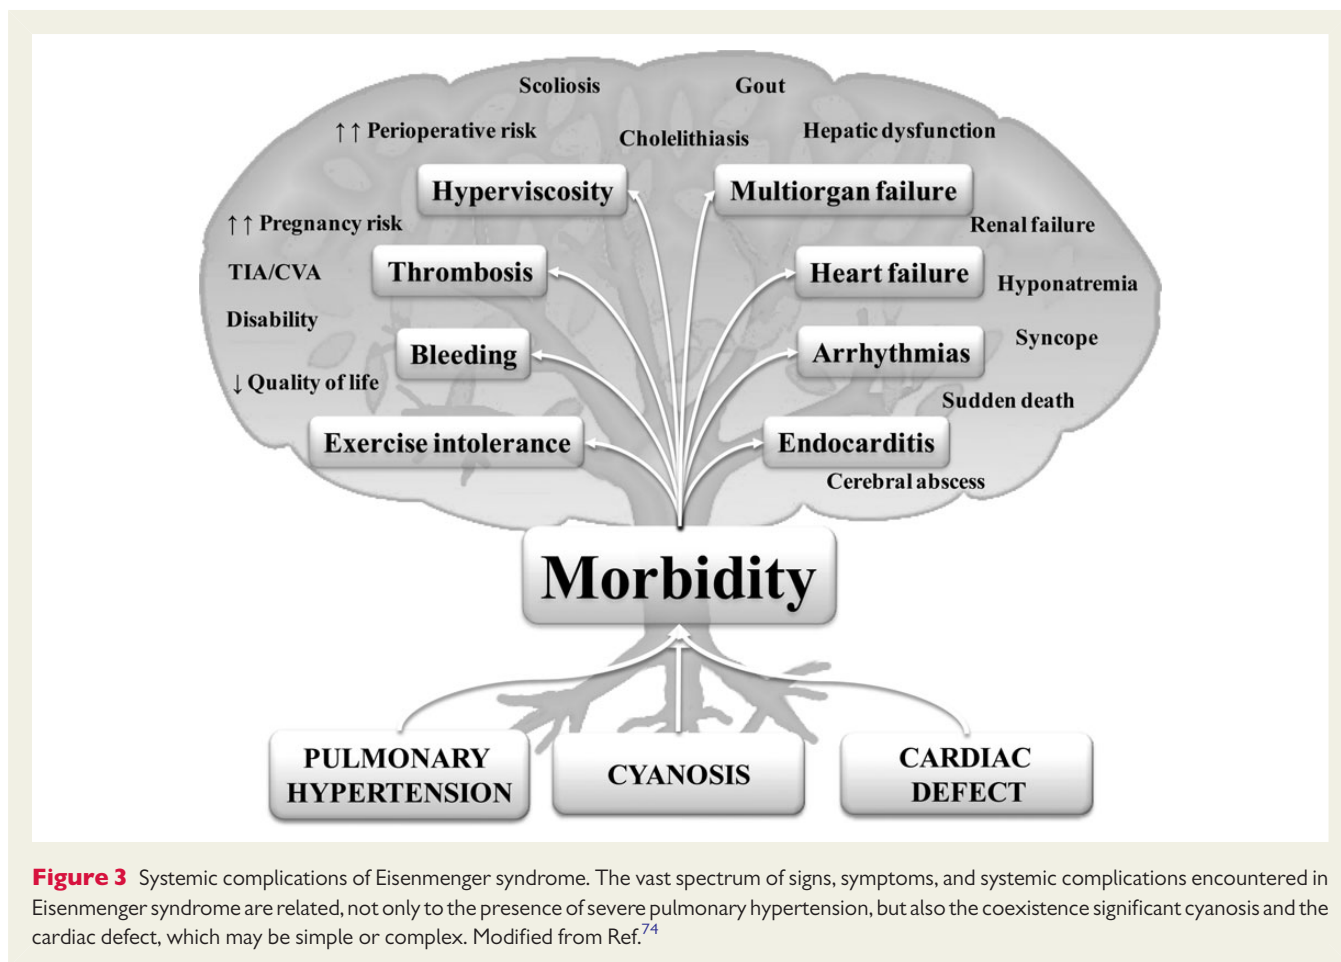 Scoliosis
Gout
↑↑ Perioperative risk
Cholelithiasis
Hepatic dysfunction
Hyperviscosity
Multiorgan failure
↑↑ Pregnancy risk
Renal failure
TIA/CVA
Thrombosis
Heart failure
Hyponatremia
Disability
Syncope
Bleeding
Arrhythmias
↓ Quality of life
Sudden death
Exercise intolerance
Endocarditis
Cerebral abscess
Morbidity
PULMONARY
HYPERTENSION
CYANOSIS
CARDIAC
DEFECT
Figure 3 Systemic complications of Eisenmenger syndrome. The vast spectrum of signs, symptoms, and systemic complications encountered in
Eisenmenger syndrome are related, not only to the presence of severe pulmonary hypertension, but also the coexistence significant cyanosis and the
cardiac defect, which may be simple or complex. Modified from Ref.74